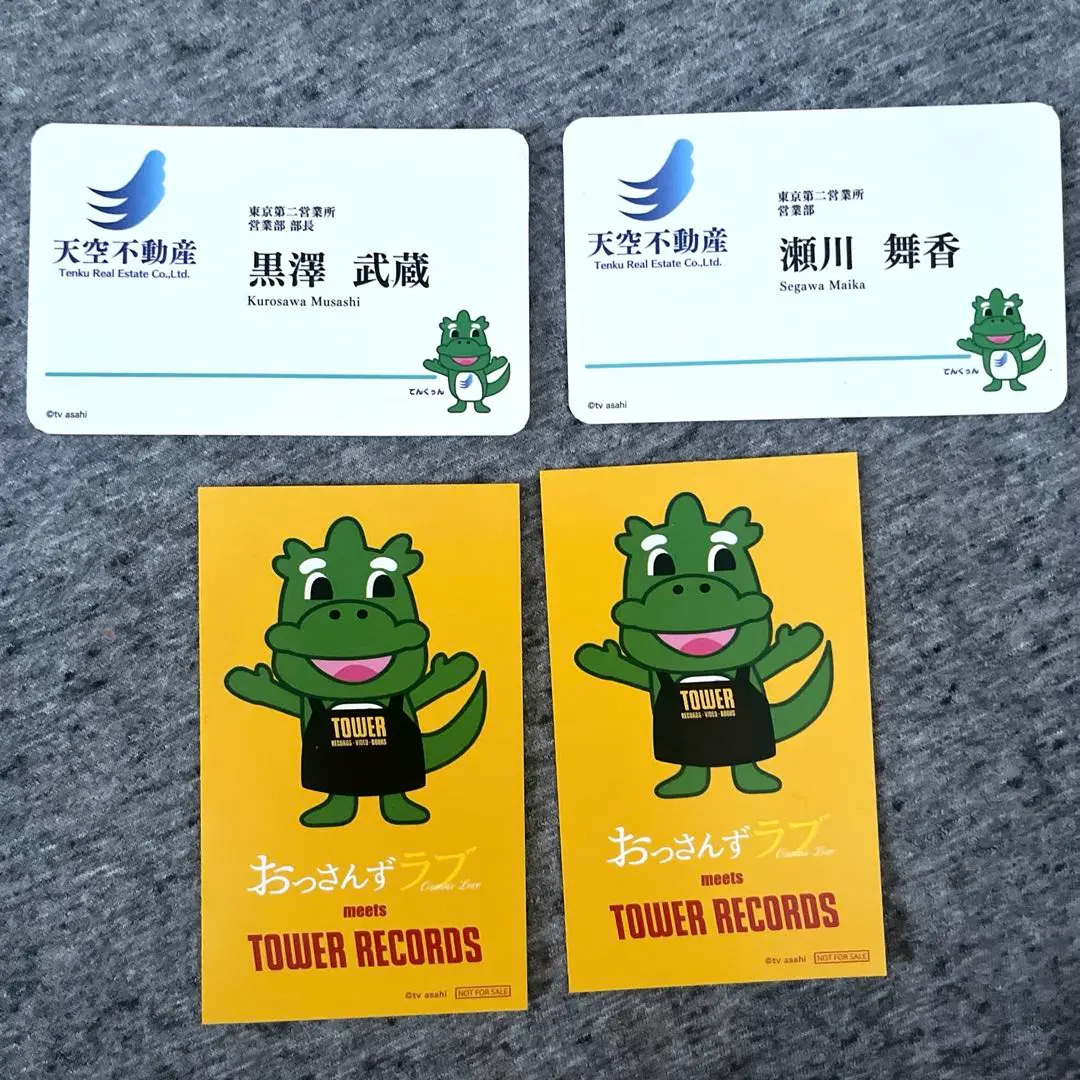 天空不動産
Tenku Real Estate Co.,Ltd.
東京第二営業所
営業部 部長
黒澤 武蔵
Kurosawa Musashi
てんくぅん
©tv asahi
天空不動産
Tenku Real Estate Co.,Ltd.
東京第二営業所
営業部
瀬川 舞香
Segawa Maika
てんくぅん
©tv asahi
TOWER
RECORDS・VIDEO・BOOKS
おっさんずラブ
Ossan's Love
meets
TOWER RECORDS
©tv asahi NOT FOR SALE
TOWER
RECORDS・VIDEO・BOOKS
おっさんずラブ
Ossan's Love
meets
TOWER RECORDS
©tv asahi NOT FOR SALE